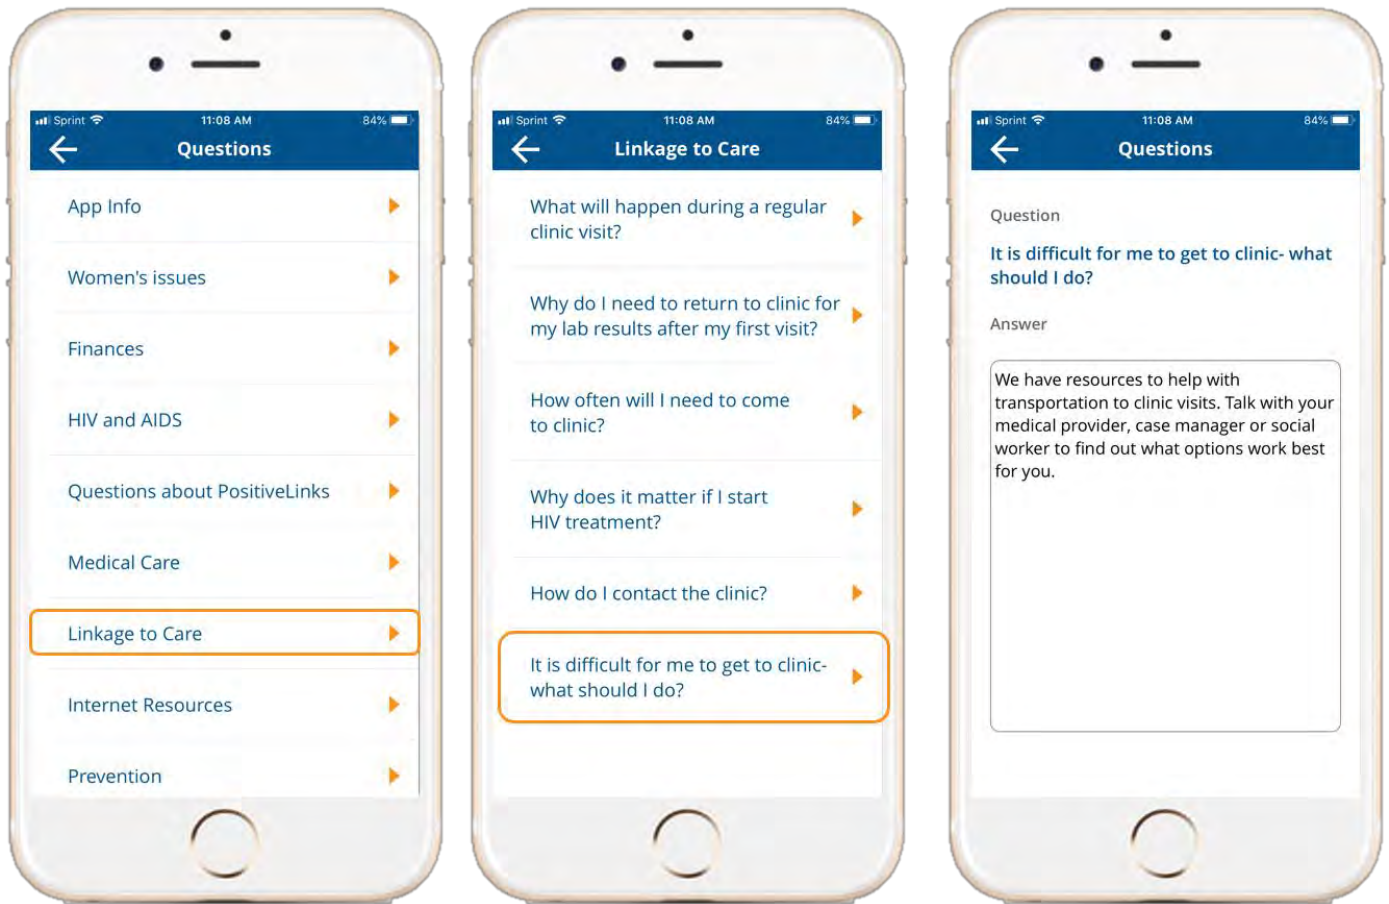 Sprint 11:08 AM 84%
Questions
App Info
Women's issues
Finances
HIV and AIDS
Questions about PositiveLinks
Medical Care
Linkage to Care
Internet Resources
Prevention
Sprint 11:08 AM 84%
Linkage to Care
What will happen during a regular
clinic visit?
Why do I need to return to clinic for
my lab results after my first visit?
How often will I need to come
to clinic?
Why does it matter if I start
HIV treatment?
How do I contact the clinic?
It is difficult for me to get to clinic-
what should I do?
Sprint 11:08 AM 84%
Questions
Question
It is difficult for me to get to clinic- what
should I do?
Answer
We have resources to help with
transportation to clinic visits. Talk with your
medical provider, case manager or social
worker to find out what options work best
for you.